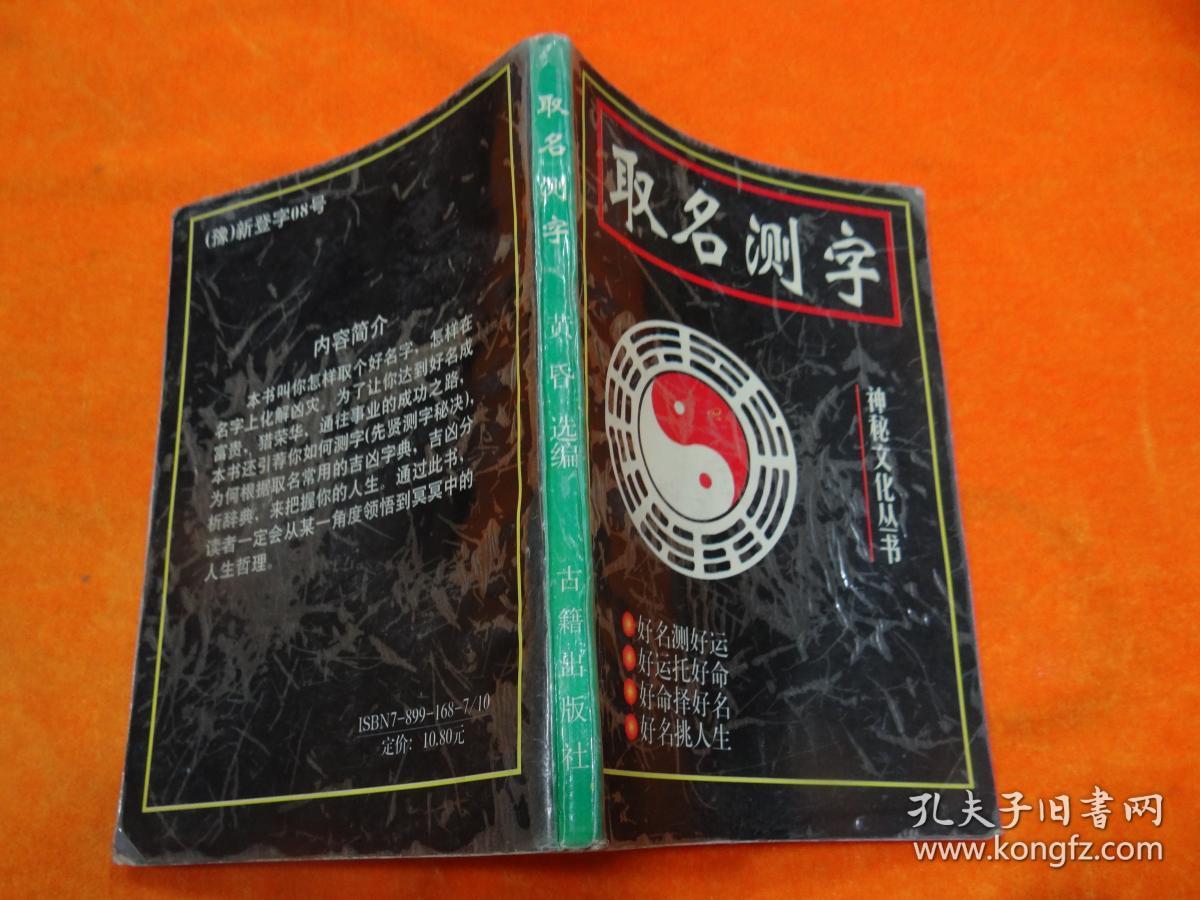 (豫)新登字08号
内容简介
本书叫你怎样取个好名字，怎样在
名字上化解凶灾，为了让你达到好名成
富贵，猎荣华，通往事业的成功之路，
本书还引荐你如何测字(先贤测字秘决)，
为何根据取名常用的吉凶字典，吉凶分
析辞典，来把握你的人生。通过此书，
读者一定会从某一角度领悟到冥冥中的
人生哲理。
ISBN7-899-168-7/10
定价：10.80元
取名测字 黄昏选编 古籍出版社
取名测字
神秘文化丛书
好名测好运
好运托好命
好命择好名
好名挑人生
孔夫子旧书网
www.kongfz.com